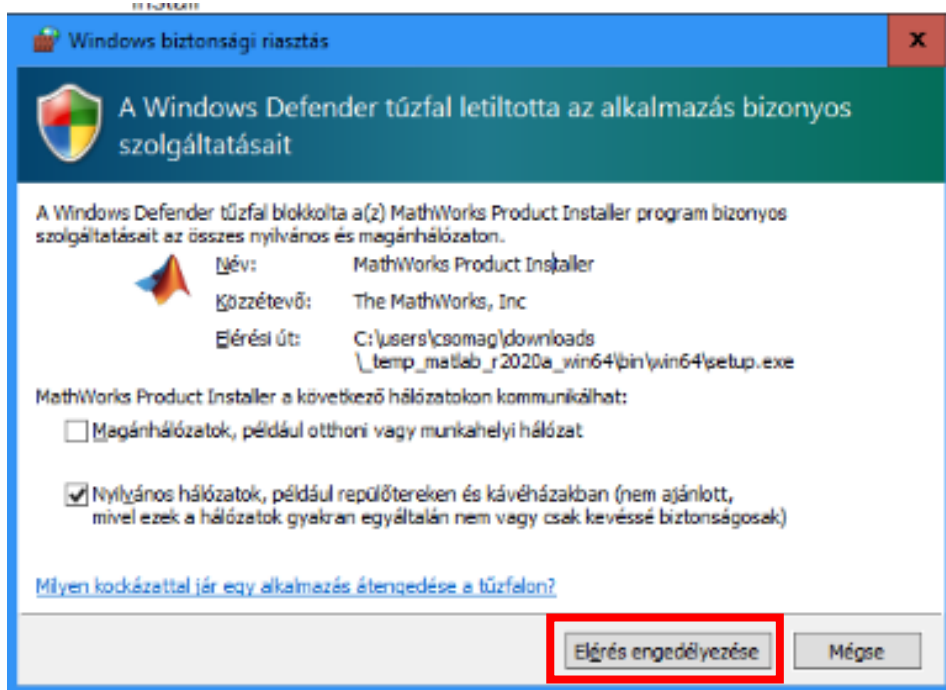 Windows biztonsági riasztás
A Windows Defender tűzfal letiltotta az alkalmazás bizonyos
szolgáltatásait
A Windows Defender tűzfal blokkolta a(z) MathWorks Product Installer program bizonyos
szolgáltatásait az összes nyilvános és magánhálózaton.
Név: MathWorks Product Installer
Közzétevő: The MathWorks, Inc
Elérési út: C:\users\csomag\downloads
\_temp_matlab_r2020a_win64\bin\win64\setup.exe
MathWorks Product Installer a következő hálózatokon kommunikálhat:
Magánhálózatok, például otthoni vagy munkahelyi hálózat
Nyilvános hálózatok, például repülőtereken és kávéházakban (nem ajánlott,
mivel ezek a hálózatok gyakran egyáltalán nem vagy csak kevéssé biztonságosak)
Milyen kockázattal jár egy alkalmazás átengedése a tűzfalon?
Elérés engedélyezése Mégse